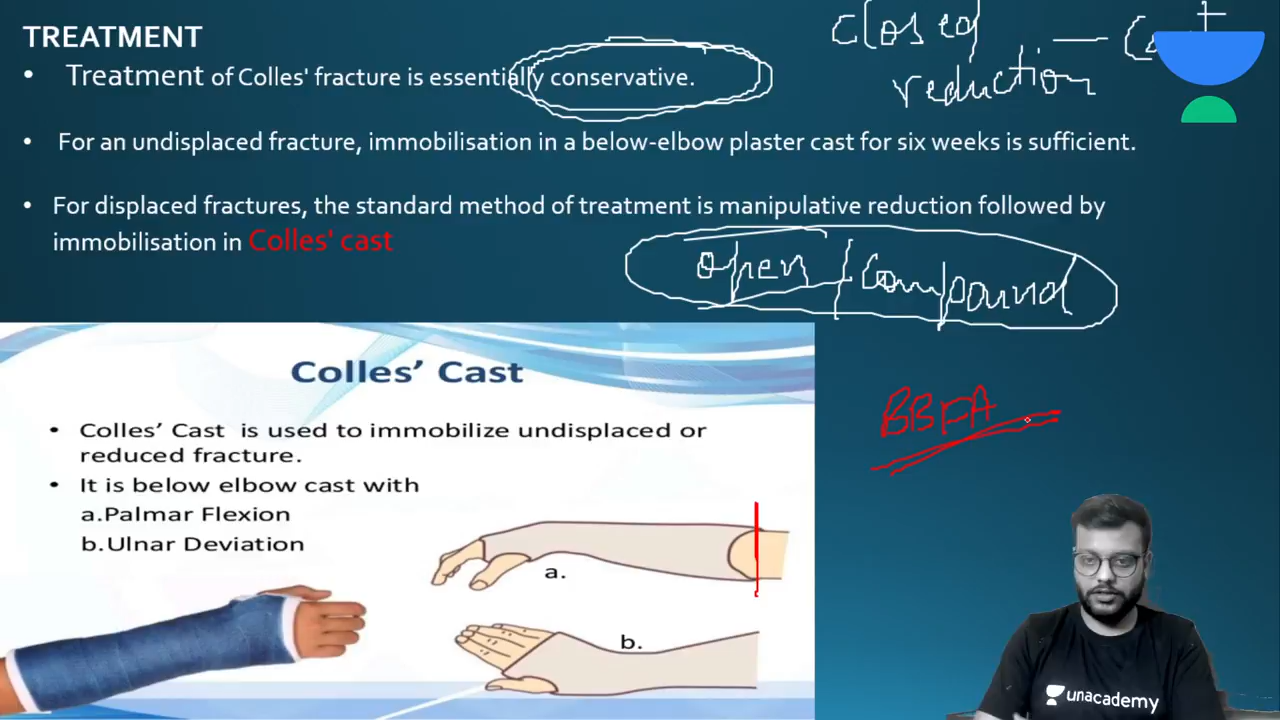 TREATMENT
closed — Cast
reduction
• Treatment of Colles' fracture is essentially conservative.
• For an undisplaced fracture, immobilisation in a below-elbow plaster cast for six weeks is sufficient.
• For displaced fractures, the standard method of treatment is manipulative reduction followed by
immobilisation in Colles' cast
open / Compound
Colles' Cast
• Colles' Cast is used to immobilize undisplaced or
reduced fracture.
• It is below elbow cast with
a.Palmar Flexion
b.Ulnar Deviation
a.
b.
BBFA
unacademy